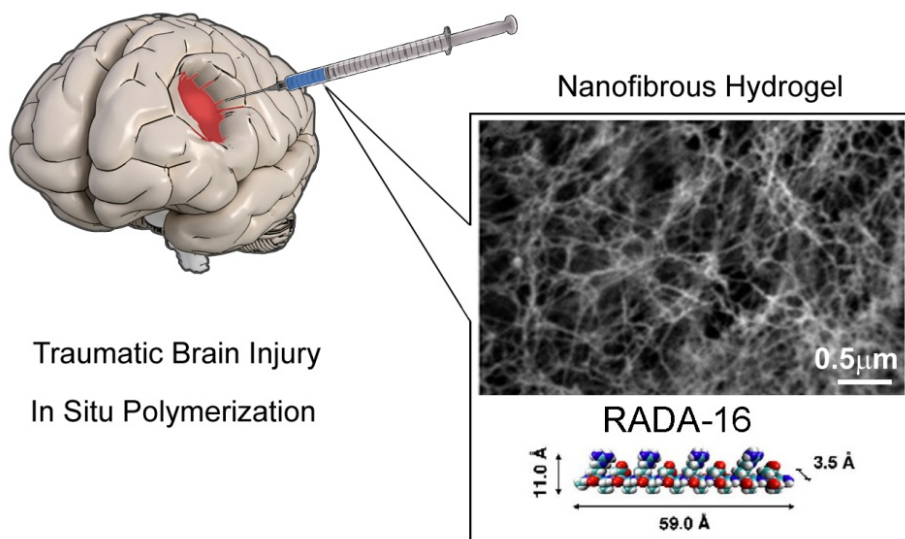 Nanofibrous Hydrogel
0.5μm
Traumatic Brain Injury
In Situ Polymerization
RADA-16
11.0 Å
3.5 Å
59.0 Å